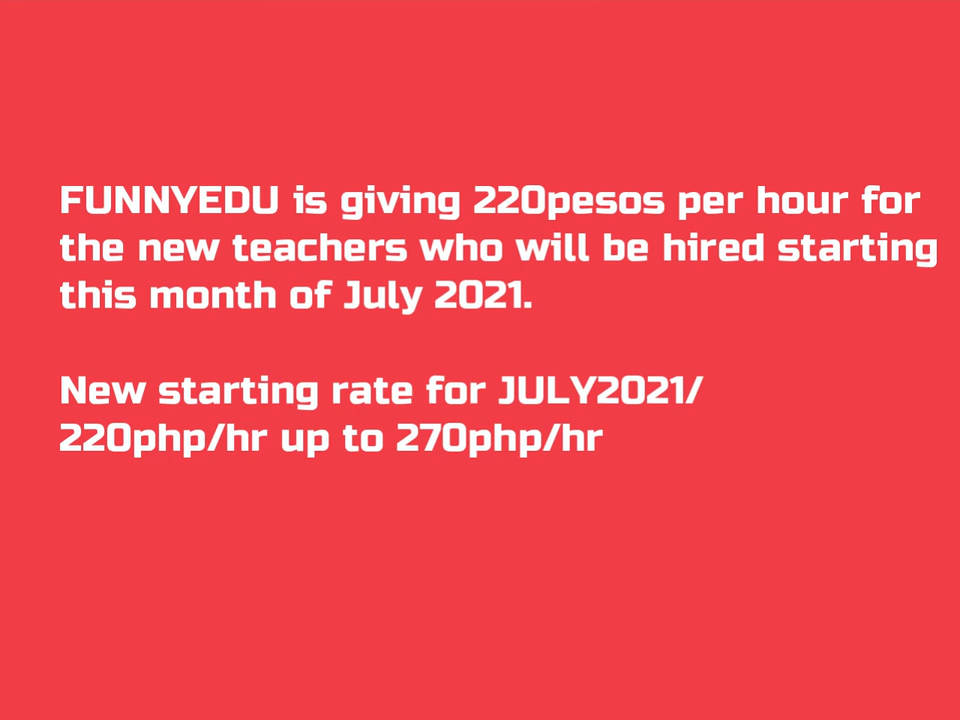 FUNNYEDU is giving 220pesos per hour for
the new teachers who will be hired starting
this month of July 2021.
New starting rate for JULY2021/
220php/hr up to 270php/hr